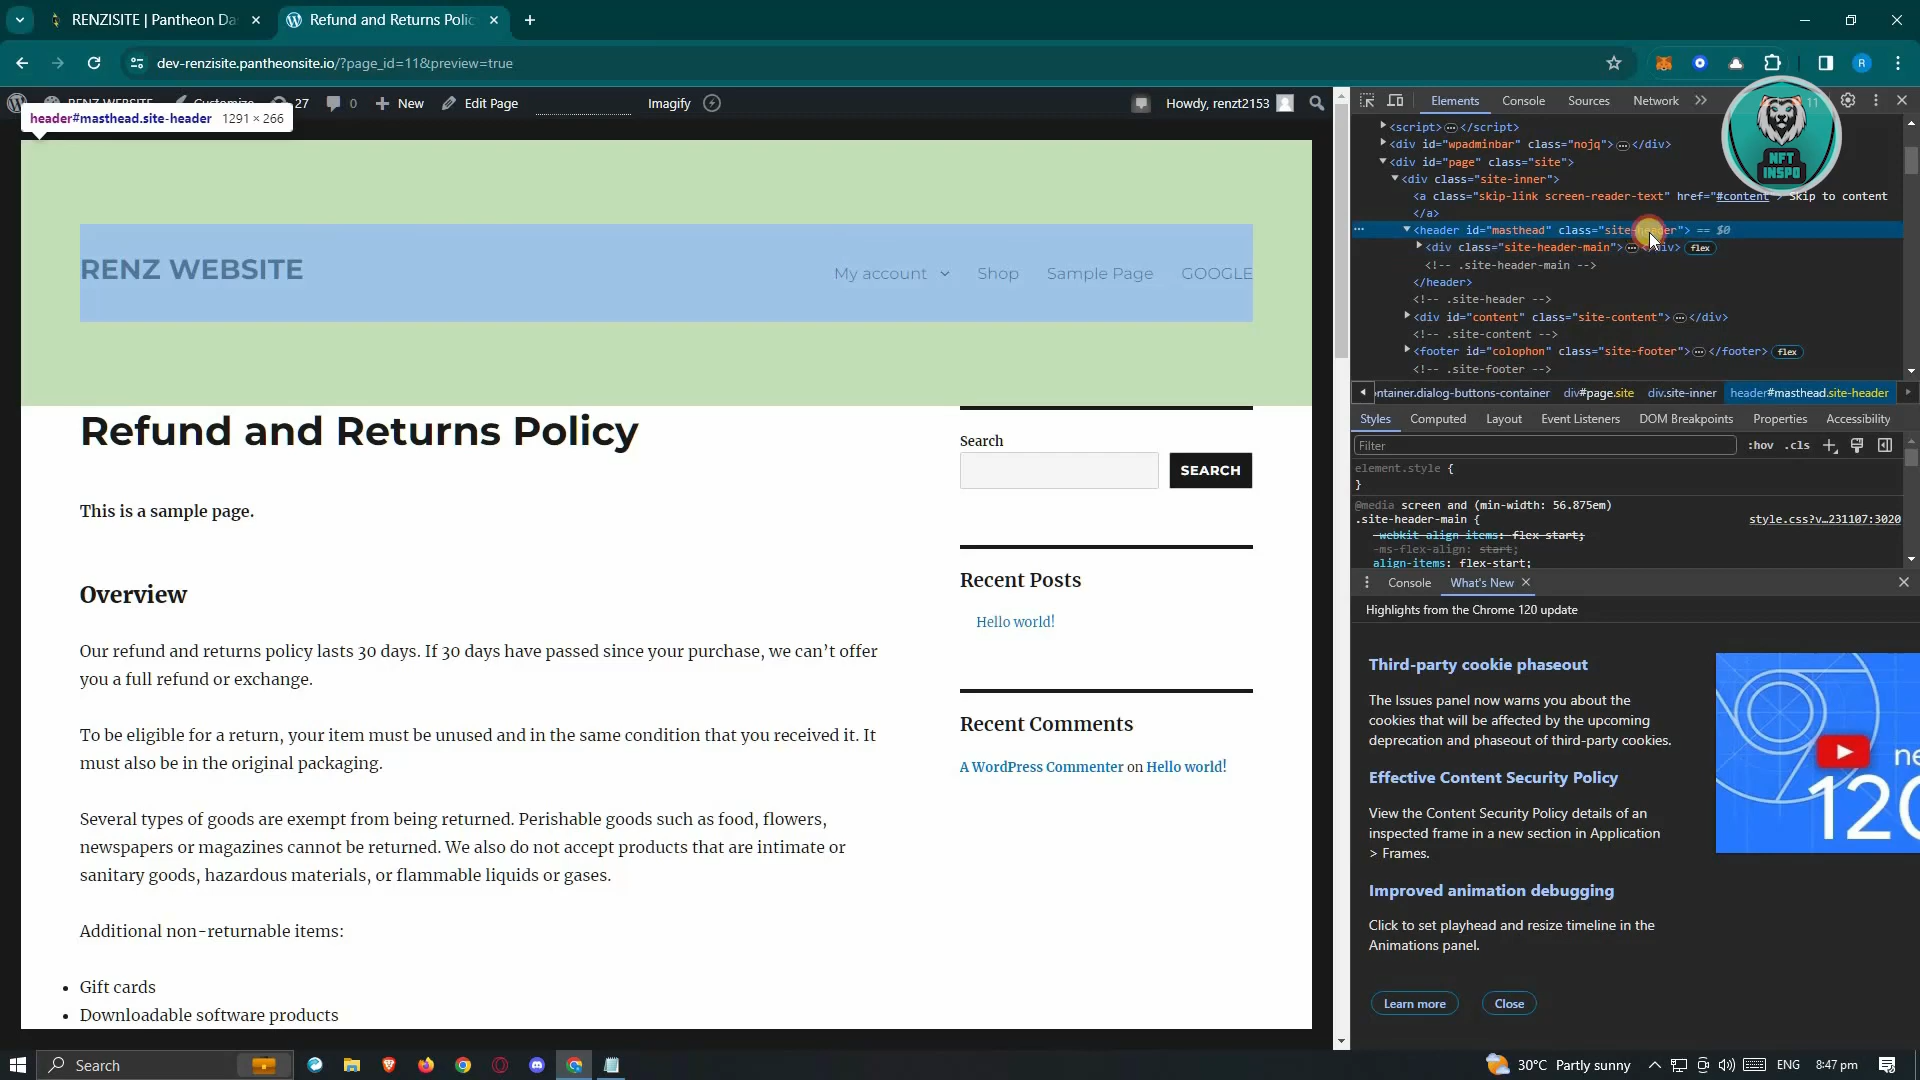 RENZISITE | Pantheon Da
Refund and Returns Polic
dev-renzisite.pantheonsite.io/?page_id=11&preview=true
R
RENZ WEBSITE
Customize
27
0
New
Edit Page
Imagify
Howdy, renzt2153
header#masthead.site-header 1291 × 266
RENZ WEBSITE
My account
Shop
Sample Page
GOOGLE
Refund and Returns Policy
This is a sample page.
Overview
Our refund and returns policy lasts 30 days. If 30 days have passed since your purchase, we can’t offer
you a full refund or exchange.
To be eligible for a return, your item must be unused and in the same condition that you received it. It
must also be in the original packaging.
Several types of goods are exempt from being returned. Perishable goods such as food, flowers,
newspapers or magazines cannot be returned. We also do not accept products that are intimate or
sanitary goods, hazardous materials, or flammable liquids or gases.
Additional non-returnable items:
• Gift cards
• Downloadable software products
Search
SEARCH
Recent Posts
Hello world!
Recent Comments
A WordPress Commenter on Hello world!
Elements
Console
Sources
Network
11
NFT
INSPO
<script>…</script>
<div id="wpadminbar" class="nojq">…</div>
<div id="page" class="site">
<div class="site-inner">
<a class="skip-link screen-reader-text" href="#content"> Skip to content
</a>
<header id="masthead" class="site-header"> == $0
<div class="site-header-main">…</div> flex
<!-- .site-header-main -->
</header>
<!-- .site-header -->
<div id="content" class="site-content">…</div>
<!-- .site-content -->
<footer id="colophon" class="site-footer">…</footer> flex
<!-- .site-footer -->
ontainer.dialog-buttons-container div#page.site div.site-inner header#masthead.site-header
Styles
Computed
Layout
Event Listeners
DOM Breakpoints
Properties
Accessibility
Filter
:hov .cls
element.style {
}
@media screen and (min-width: 56.875em)
.site-header-main {
style.css?v…231107:3020
-webkit-align-items: flex-start;
-ms-flex-align: start;
align-items: flex-start;
Console
What's New
Highlights from the Chrome 120 update
Third-party cookie phaseout
The Issues panel now warns you about the
cookies that will be affected by the upcoming
deprecation and phaseout of third-party cookies.
Effective Content Security Policy
View the Content Security Policy details of an
inspected frame in a new section in Application
> Frames.
Improved animation debugging
Click to set playhead and resize timeline in the
Animations panel.
Learn more
Close
ne
120
Search
30°C Partly sunny
ENG
8:47 pm